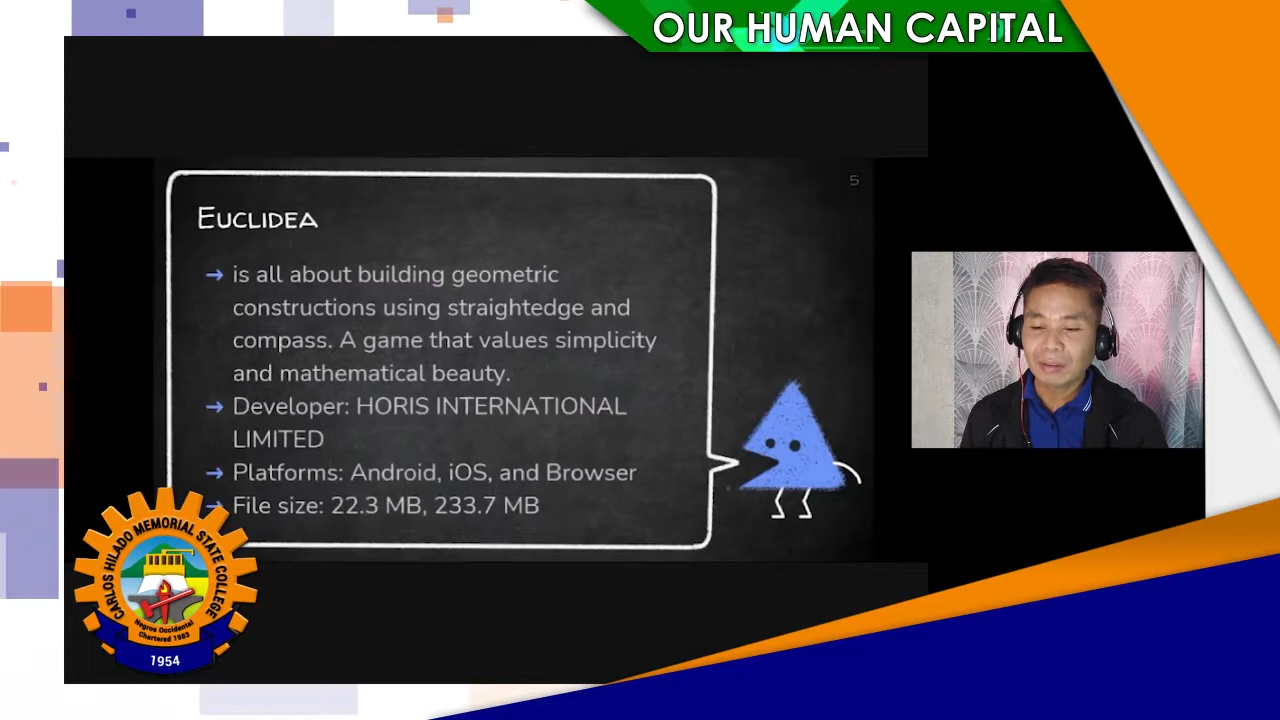 OUR HUMAN CAPITAL
5
EUCLIDEA
→ is all about building geometric
constructions using straightedge and
compass. A game that values simplicity
and mathematical beauty.
→ Developer: HORIS INTERNATIONAL
LIMITED
→ Platforms: Android, iOS, and Browser
→ File size: 22.3 MB, 233.7 MB
CARLOS HILADO MEMORIAL STATE COLLEGE
Negros Occidental
Chartered 1983
1954